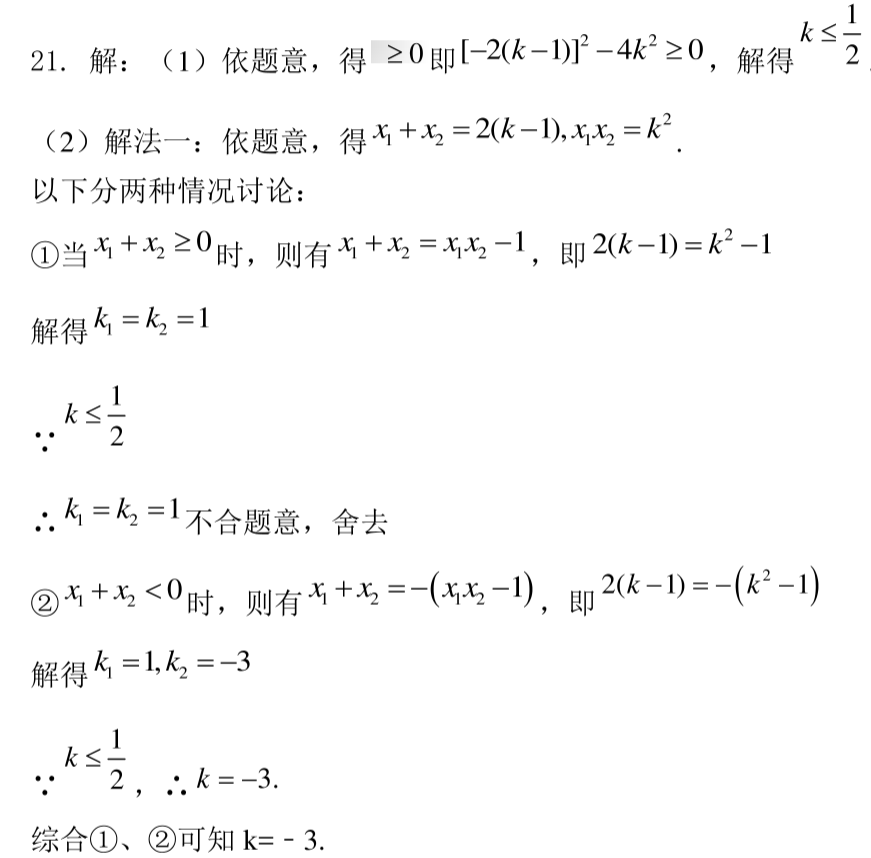 21. 解：（1）依题意，得 ≥0即[−2(k−1)]²−4k²≥0，解得 k≤1/2
（2）解法一：依题意，得 x₁+x₂=2(k−1),x₁x₂=k².
以下分两种情况讨论：
①当 x₁+x₂≥0 时，则有 x₁+x₂=x₁x₂−1，即 2(k−1)=k²−1
解得 k₁=k₂=1
∵ k≤1/2
∴ k₁=k₂=1 不合题意，舍去
② x₁+x₂<0 时，则有 x₁+x₂=−(x₁x₂−1)，即 2(k−1)=−(k²−1)
解得 k₁=1,k₂=−3
∵ k≤1/2，∴ k=−3.
综合①、②可知 k=﹣3.